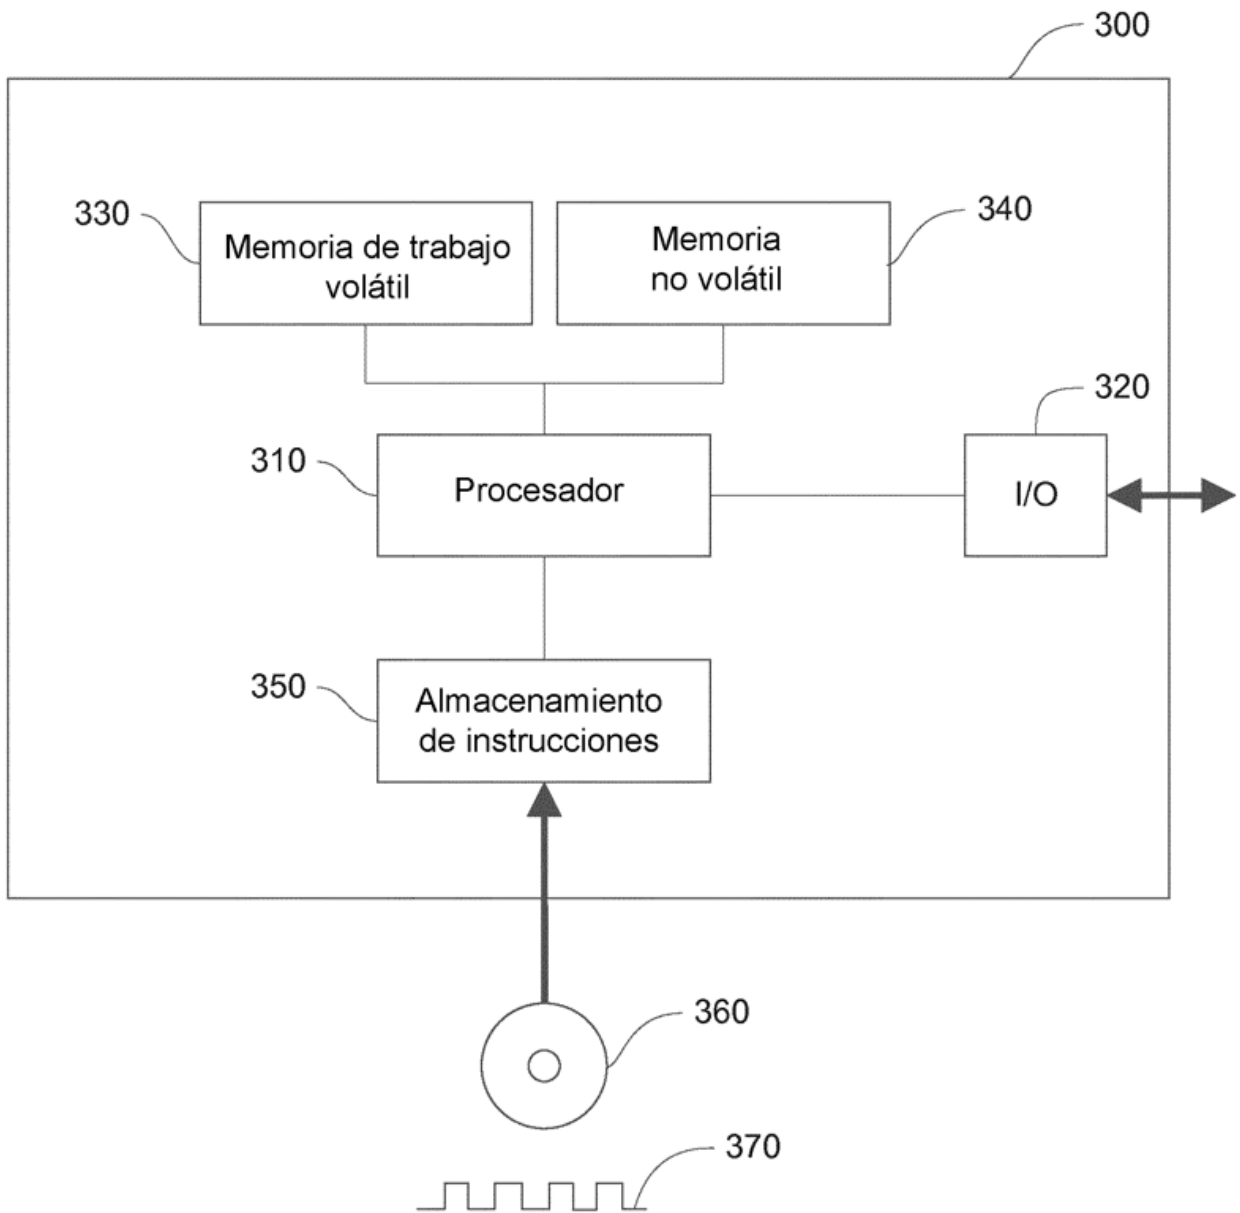 300
330
Memoria de trabajo
volátil
Memoria
no volátil
340
320
310
Procesador
I/O
350
Almacenamiento
de instrucciones
360
370